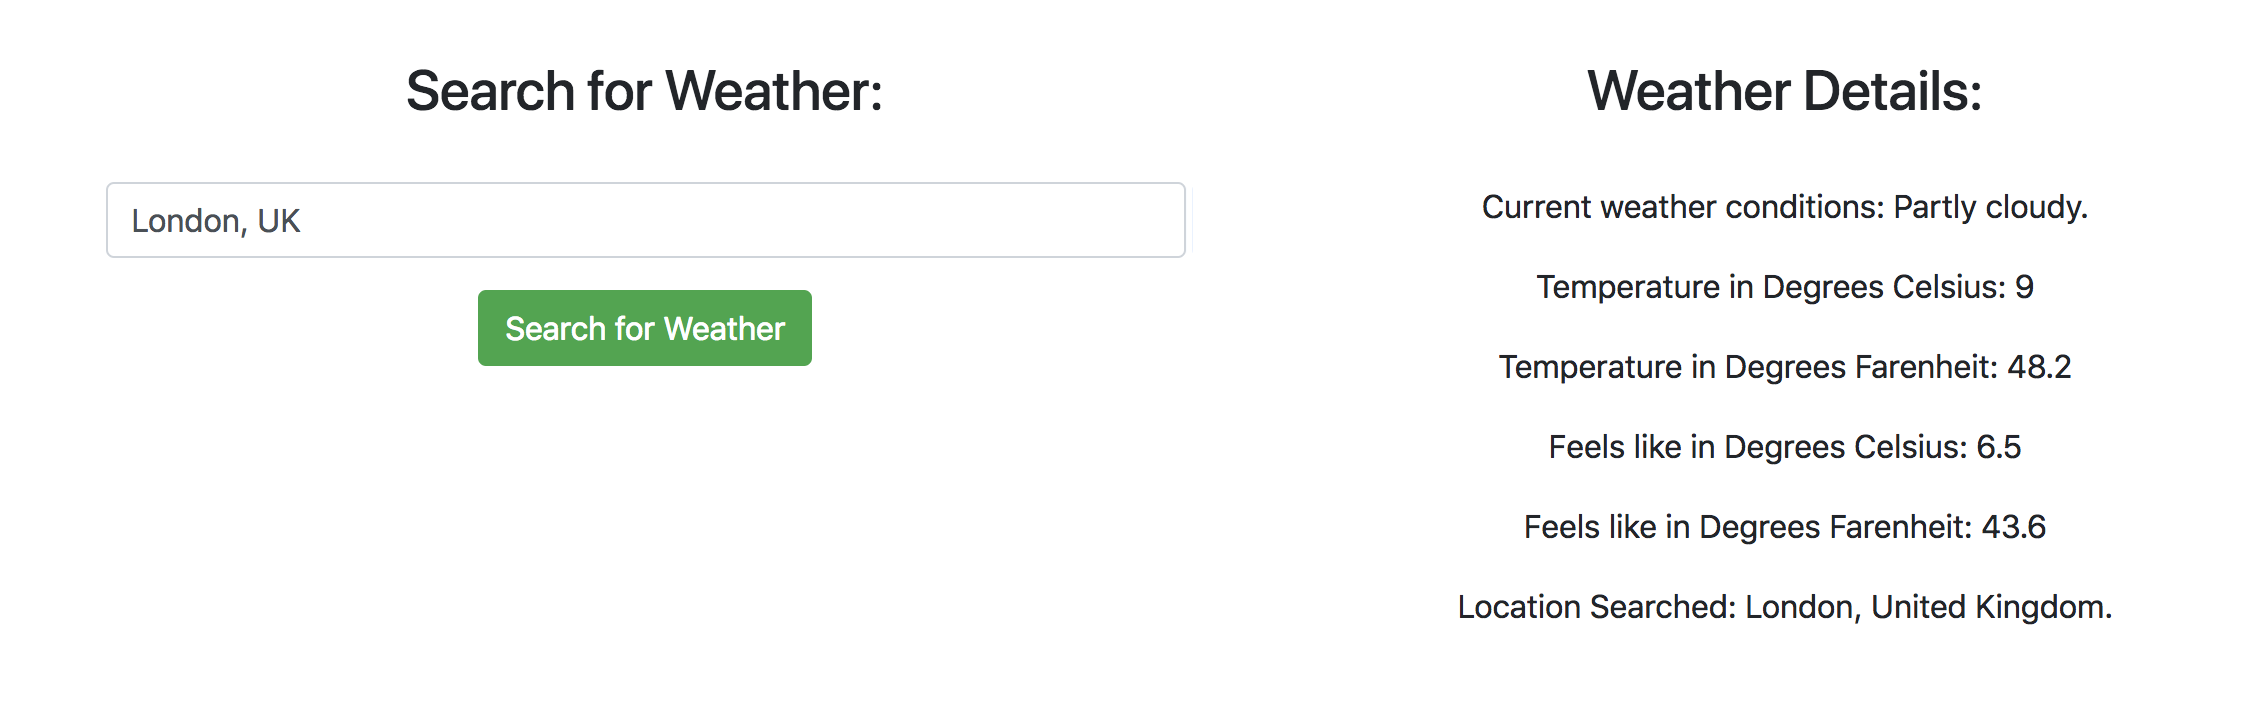 Search for Weather:
London, UK
Search for Weather
Weather Details:
Current weather conditions: Partly cloudy.
Temperature in Degrees Celsius: 9
Temperature in Degrees Farenheit: 48.2
Feels like in Degrees Celsius: 6.5
Feels like in Degrees Farenheit: 43.6
Location Searched: London, United Kingdom.